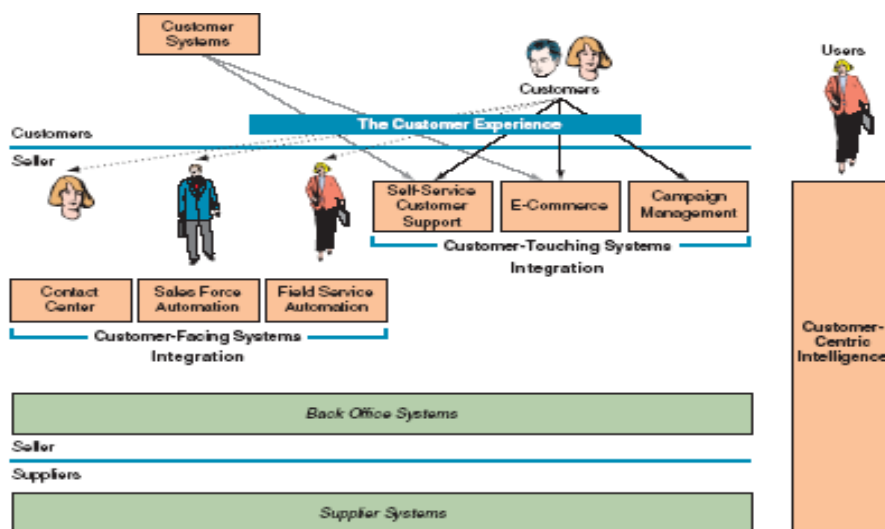 Customer
Systems
Users
Customers
The Customer Experience
Customers
Seller
Self-Service
Customer
Support
E-Commerce
Campaign
Management
Customer-Touching Systems
Integration
Contact
Center
Sales Force
Automation
Field Service
Automation
Customer-Facing Systems
Integration
Customer-
Centric
Intelligence
Back Office Systems
Seller
Suppliers
Supplier Systems